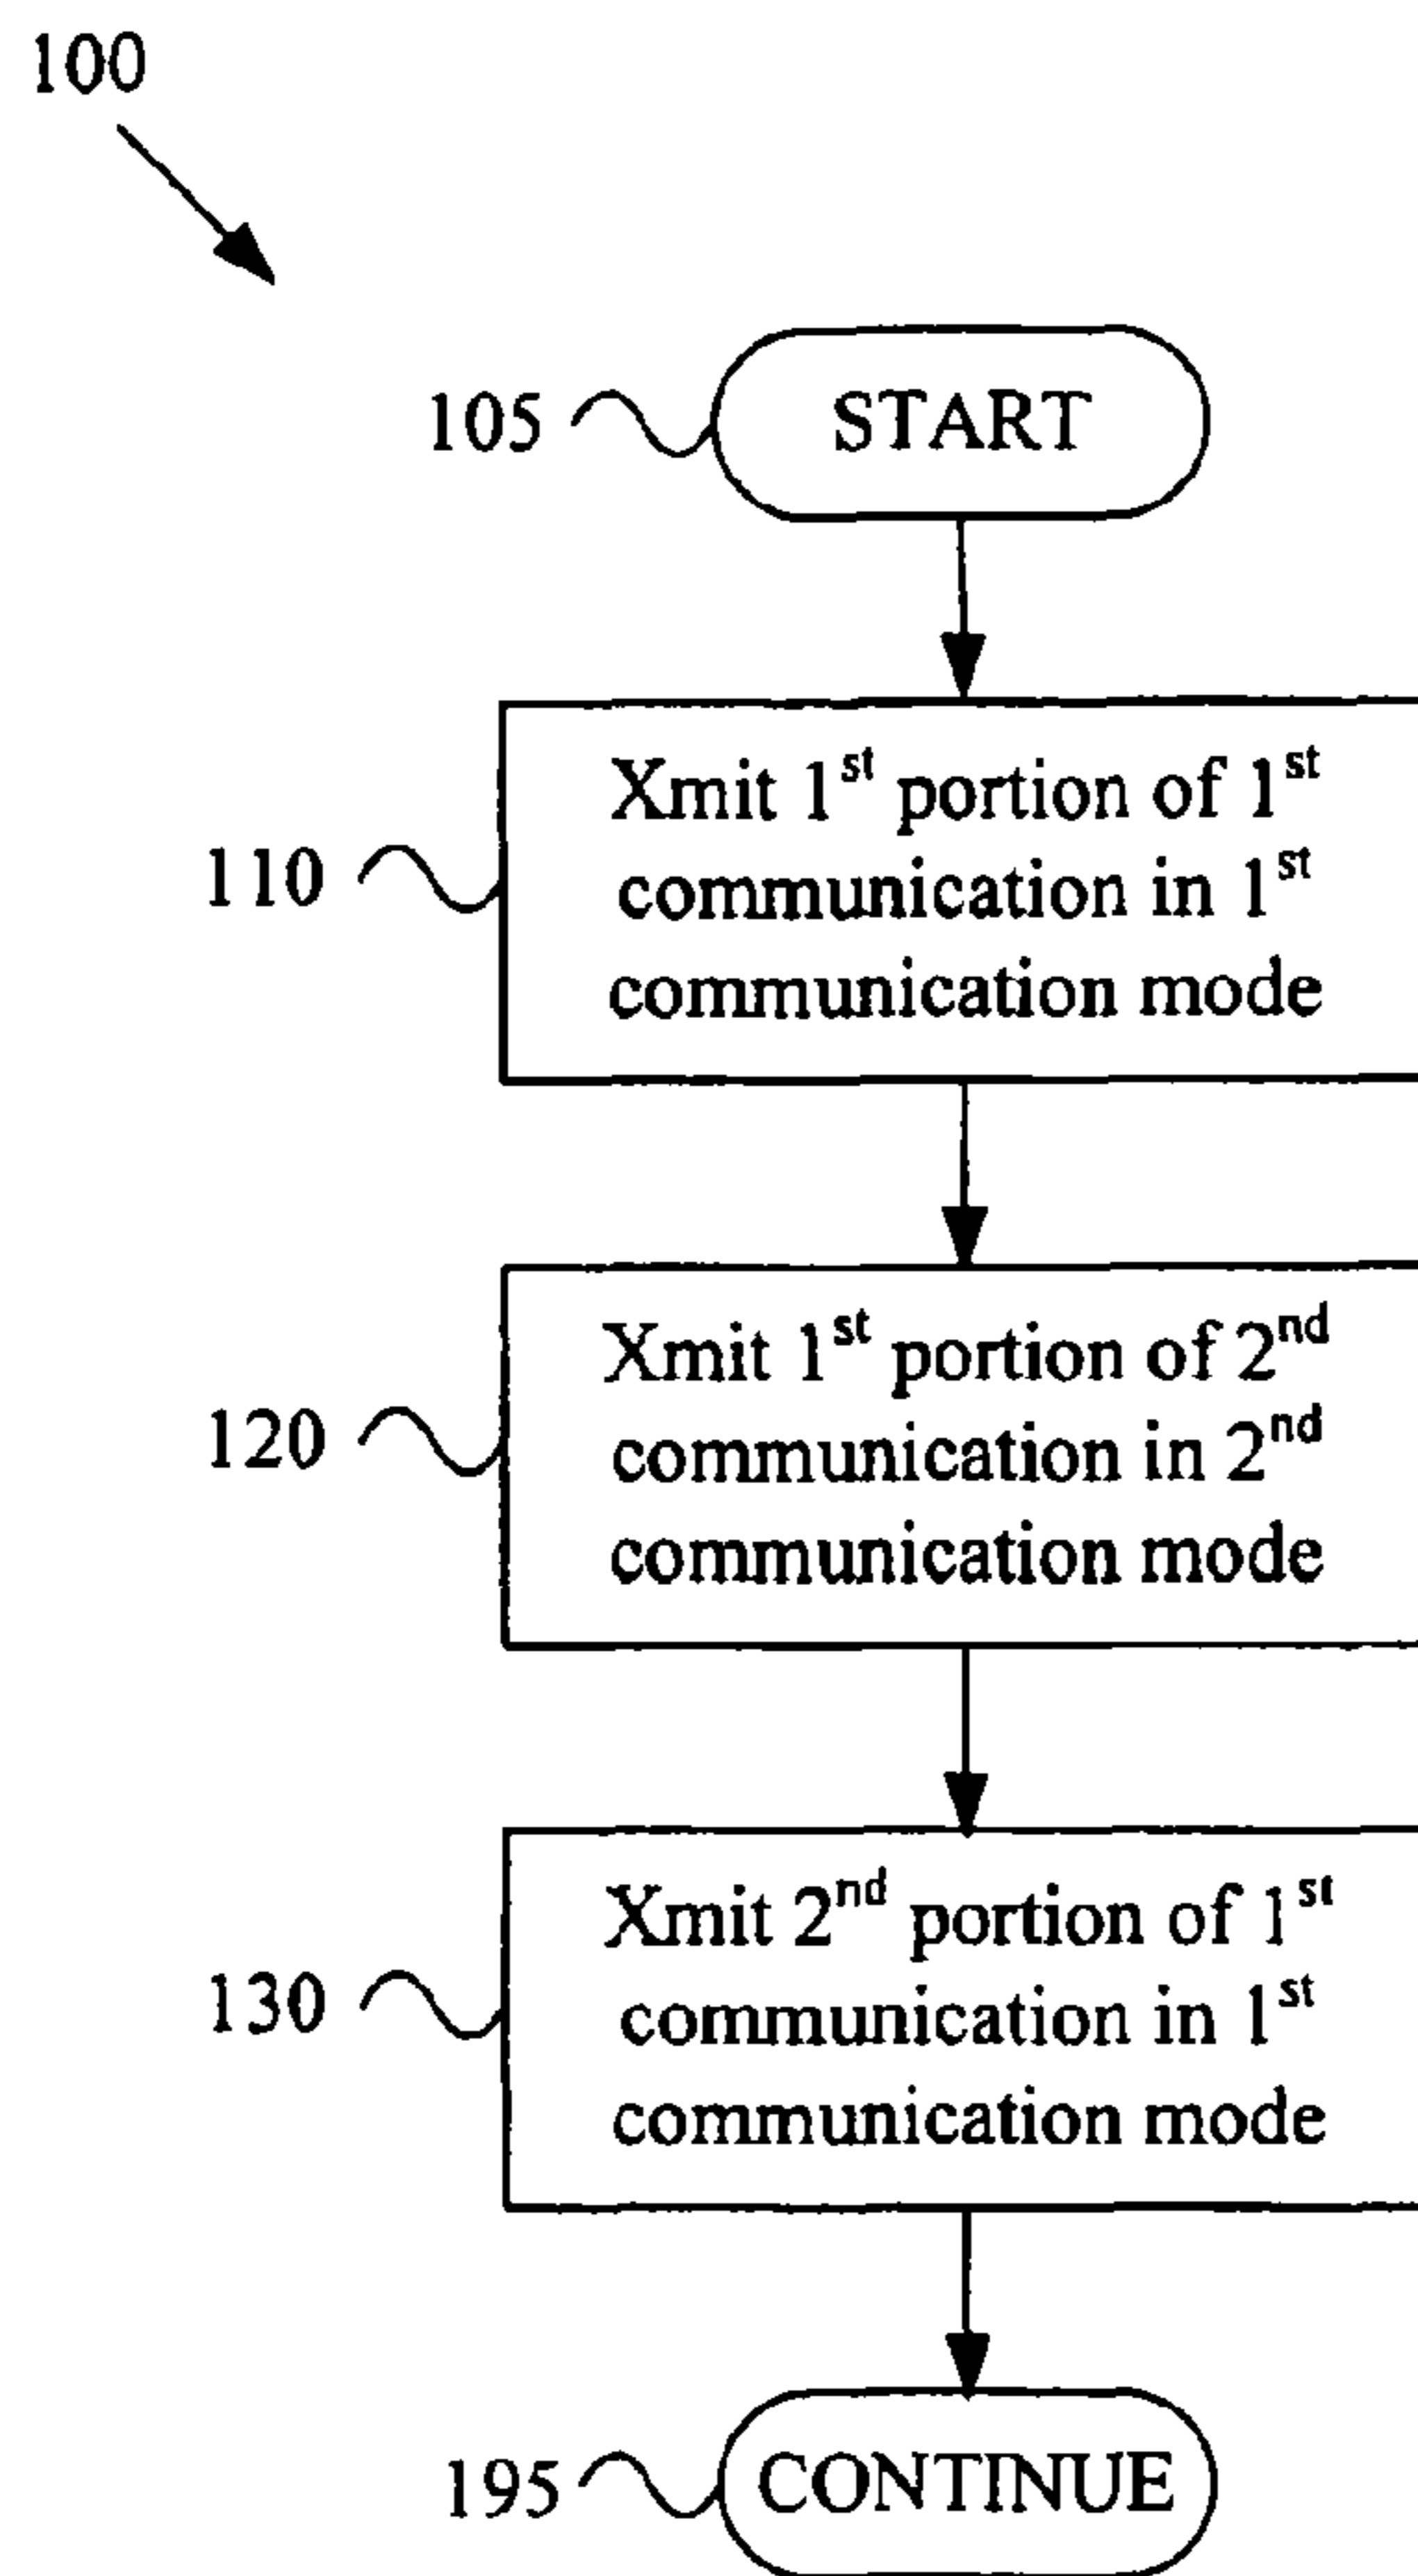 100
105
START
110
Xmit 1st portion of 1st
communication in 1st
communication mode
120
Xmit 1st portion of 2nd
communication in 2nd
communication mode
130
Xmit 2nd portion of 1st
communication in 1st
communication mode
195
CONTINUE